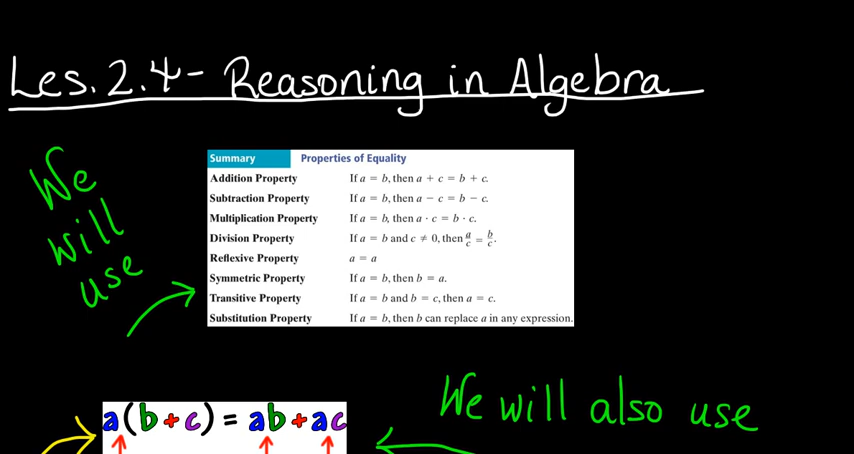 Les. 2.4 - Reasoning in Algebra
We
will
use
Summary Properties of Equality
Addition Property If a = b, then a + c = b + c.
Subtraction Property If a = b, then a − c = b − c.
Multiplication Property If a = b, then a · c = b · c.
Division Property If a = b and c ≠ 0, then a/c = b/c.
Reflexive Property a = a
Symmetric Property If a = b, then b = a.
Transitive Property If a = b and b = c, then a = c.
Substitution Property If a = b, then b can replace a in any expression.
We will also use
a(b+c) = ab+ac